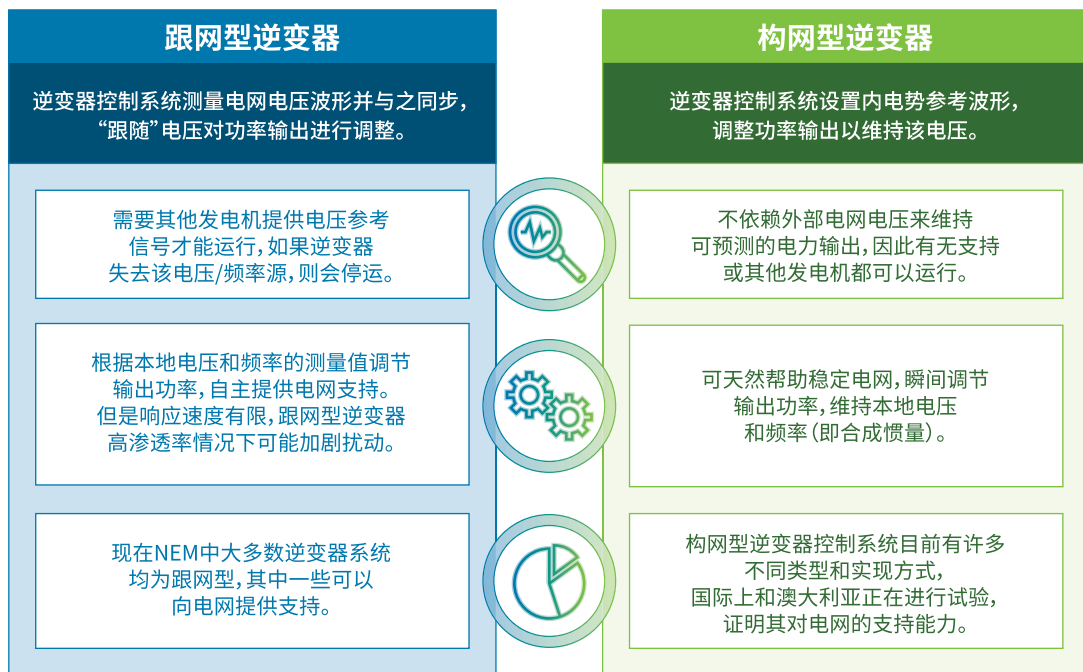 跟网型逆变器
逆变器控制系统测量电网电压波形并与之同步，
“跟随”电压对功率输出进行调整。
需要其他发电机提供电压参考
信号才能运行，如果逆变器
失去该电压/频率源，则会停运。
根据本地电压和频率的测量值调节
输出功率，自主提供电网支持。
但是响应速度有限，跟网型逆变器
高渗透率情况下可能加剧扰动。
现在NEM中大多数逆变器系统
均为跟网型，其中一些可以
向电网提供支持。
构网型逆变器
逆变器控制系统设置内电势参考波形，
调整功率输出以维持该电压。
不依赖外部电网电压来维持
可预测的电力输出，因此有无支持
或其他发电机都可以运行。
可天然帮助稳定电网，瞬间调节
输出功率，维持本地电压
和频率（即合成惯量）。
构网型逆变器控制系统目前有许多
不同类型和实现方式，
国际上和澳大利亚正在进行试验，
证明其对电网的支持能力。